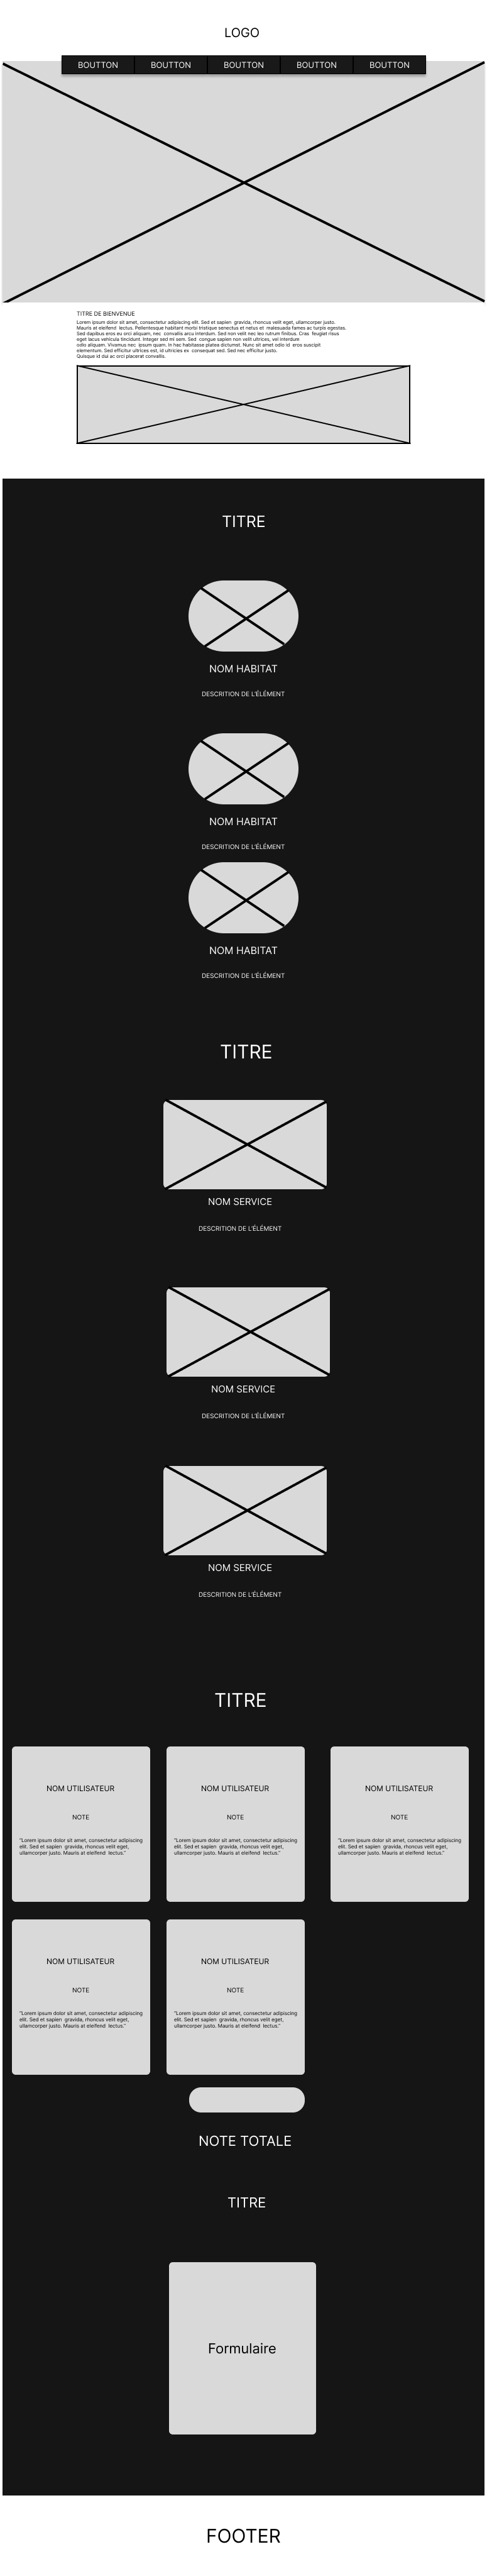 LOGO
BOUTTON BOUTTON BOUTTON BOUTTON BOUTTON
TITRE DE BIENVENUE
Lorem ipsum dolor sit amet, consectetur adipiscing elit. Sed et sapien gravida, rhoncus velit eget, ullamcorper justo.
Mauris at eleifend lectus. Pellentesque habitant morbi tristique senectus et netus et malesuada fames ac turpis egestas.
Sed dapibus eros eu orci aliquam, nec convallis arcu interdum. Sed non velit nec leo rutrum finibus. Cras feugiat risus
eget lacus vehicula tincidunt. Integer sed mi sem. Sed congue sapien non velit ultrices, vel interdum
odio aliquam. Vivamus nec ipsum quam. In hac habitasse platea dictumst. Nunc sit amet odio id eros suscipit
elementum. Sed efficitur ultrices est, id ultricies ex consequat sed. Sed nec efficitur justo.
Quisque id dui ac orci placerat convallis.
TITRE
NOM HABITAT
DESCRITION DE L'ÉLÉMENT
NOM HABITAT
DESCRITION DE L'ÉLÉMENT
NOM HABITAT
DESCRITION DE L'ÉLÉMENT
TITRE
NOM SERVICE
DESCRITION DE L'ÉLÉMENT
NOM SERVICE
DESCRITION DE L'ÉLÉMENT
NOM SERVICE
DESCRITION DE L'ÉLÉMENT
TITRE
NOM UTILISATEUR
NOTE
"Lorem ipsum dolor sit amet, consectetur adipiscing
elit. Sed et sapien gravida, rhoncus velit eget,
ullamcorper justo. Mauris at eleifend lectus."
NOM UTILISATEUR
NOTE
"Lorem ipsum dolor sit amet, consectetur adipiscing
elit. Sed et sapien gravida, rhoncus velit eget,
ullamcorper justo. Mauris at eleifend lectus."
NOM UTILISATEUR
NOTE
"Lorem ipsum dolor sit amet, consectetur adipiscing
elit. Sed et sapien gravida, rhoncus velit eget,
ullamcorper justo. Mauris at eleifend lectus."
NOM UTILISATEUR
NOTE
"Lorem ipsum dolor sit amet, consectetur adipiscing
elit. Sed et sapien gravida, rhoncus velit eget,
ullamcorper justo. Mauris at eleifend lectus."
NOM UTILISATEUR
NOTE
"Lorem ipsum dolor sit amet, consectetur adipiscing
elit. Sed et sapien gravida, rhoncus velit eget,
ullamcorper justo. Mauris at eleifend lectus."
NOTE TOTALE
TITRE
Formulaire
FOOTER